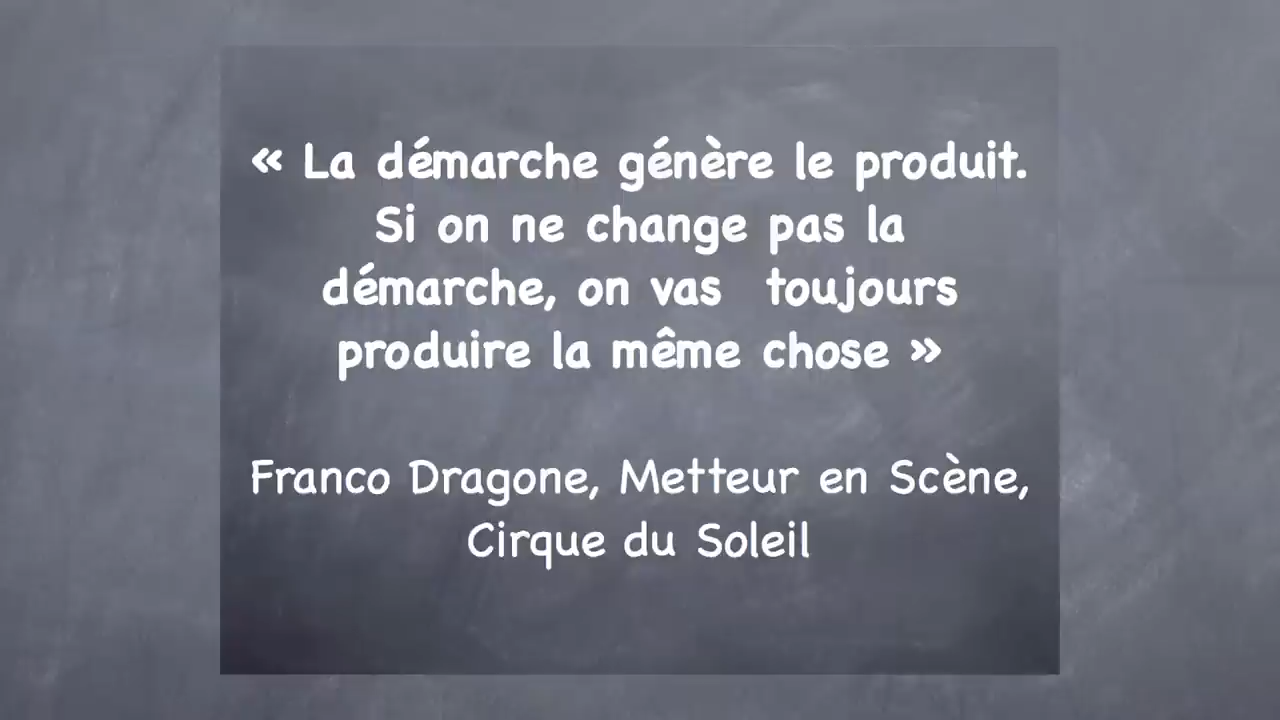 « La démarche génère le produit.
Si on ne change pas la
démarche, on vas  toujours
produire la même chose »
Franco Dragone, Metteur en Scène,
Cirque du Soleil